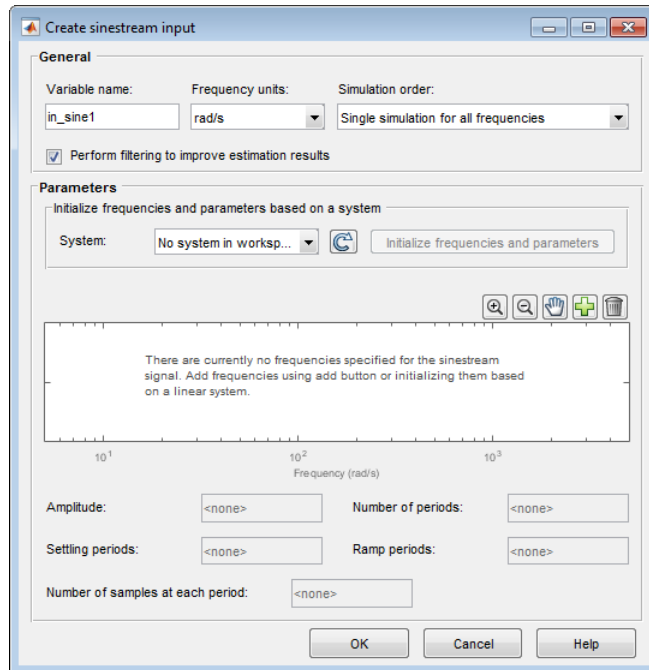 Create sinestream input
General
Variable name: Frequency units: Simulation order:
in_sine1 rad/s Single simulation for all frequencies
Perform filtering to improve estimation results
Parameters
Initialize frequencies and parameters based on a system
System: No system in worksp... Initialize frequencies and parameters
There are currently no frequencies specified for the sinestream
signal. Add frequencies using add button or initializing them based
on a linear system.
10¹ 10² 10³
Frequency (rad/s)
Amplitude: <none> Number of periods: <none>
Settling periods: <none> Ramp periods: <none>
Number of samples at each period: <none>
OK Cancel Help